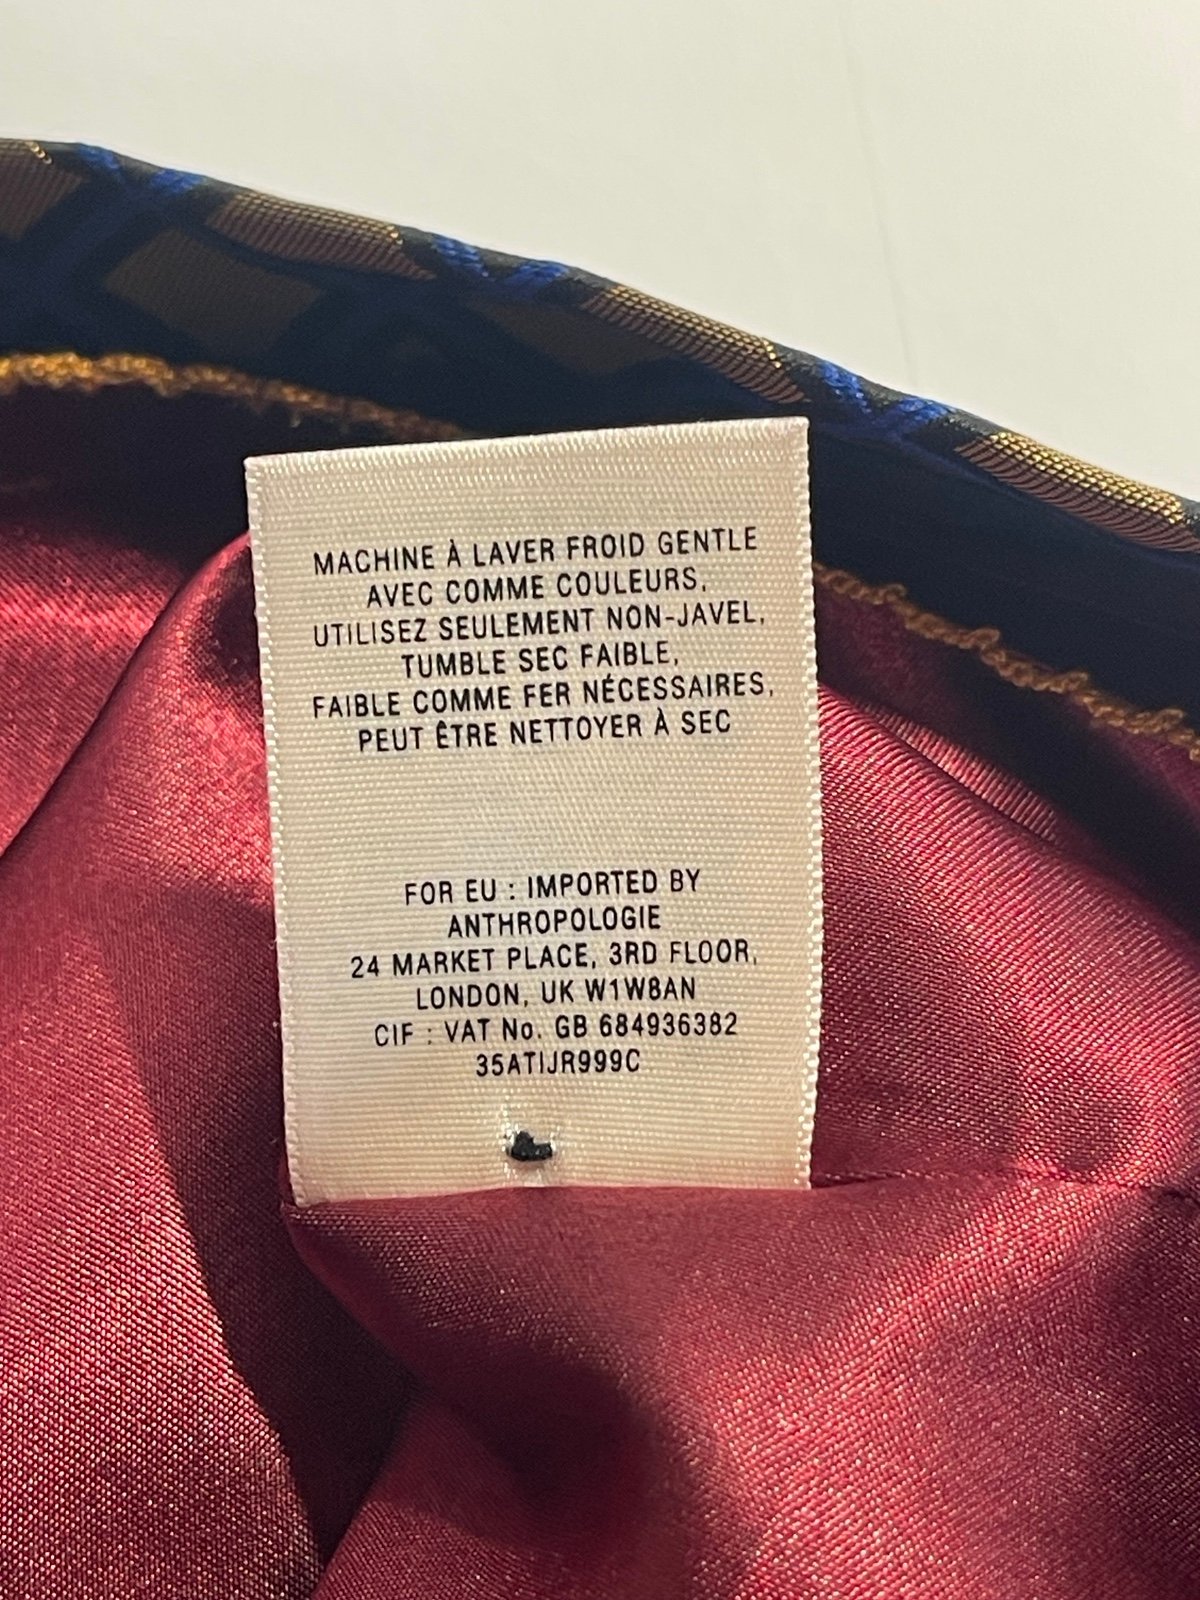 MACHINE À LAVER FROID GENTLE
AVEC COMME COULEURS,
UTILISEZ SEULEMENT NON-JAVEL,
TUMBLE SEC FAIBLE,
FAIBLE COMME FER NÉCESSAIRES,
PEUT ÊTRE NETTOYER À SEC
FOR EU : IMPORTED BY
ANTHROPOLOGIE
24 MARKET PLACE, 3RD FLOOR,
LONDON, UK W1W8AN
CIF : VAT No. GB 684936382
35ATIJR999C